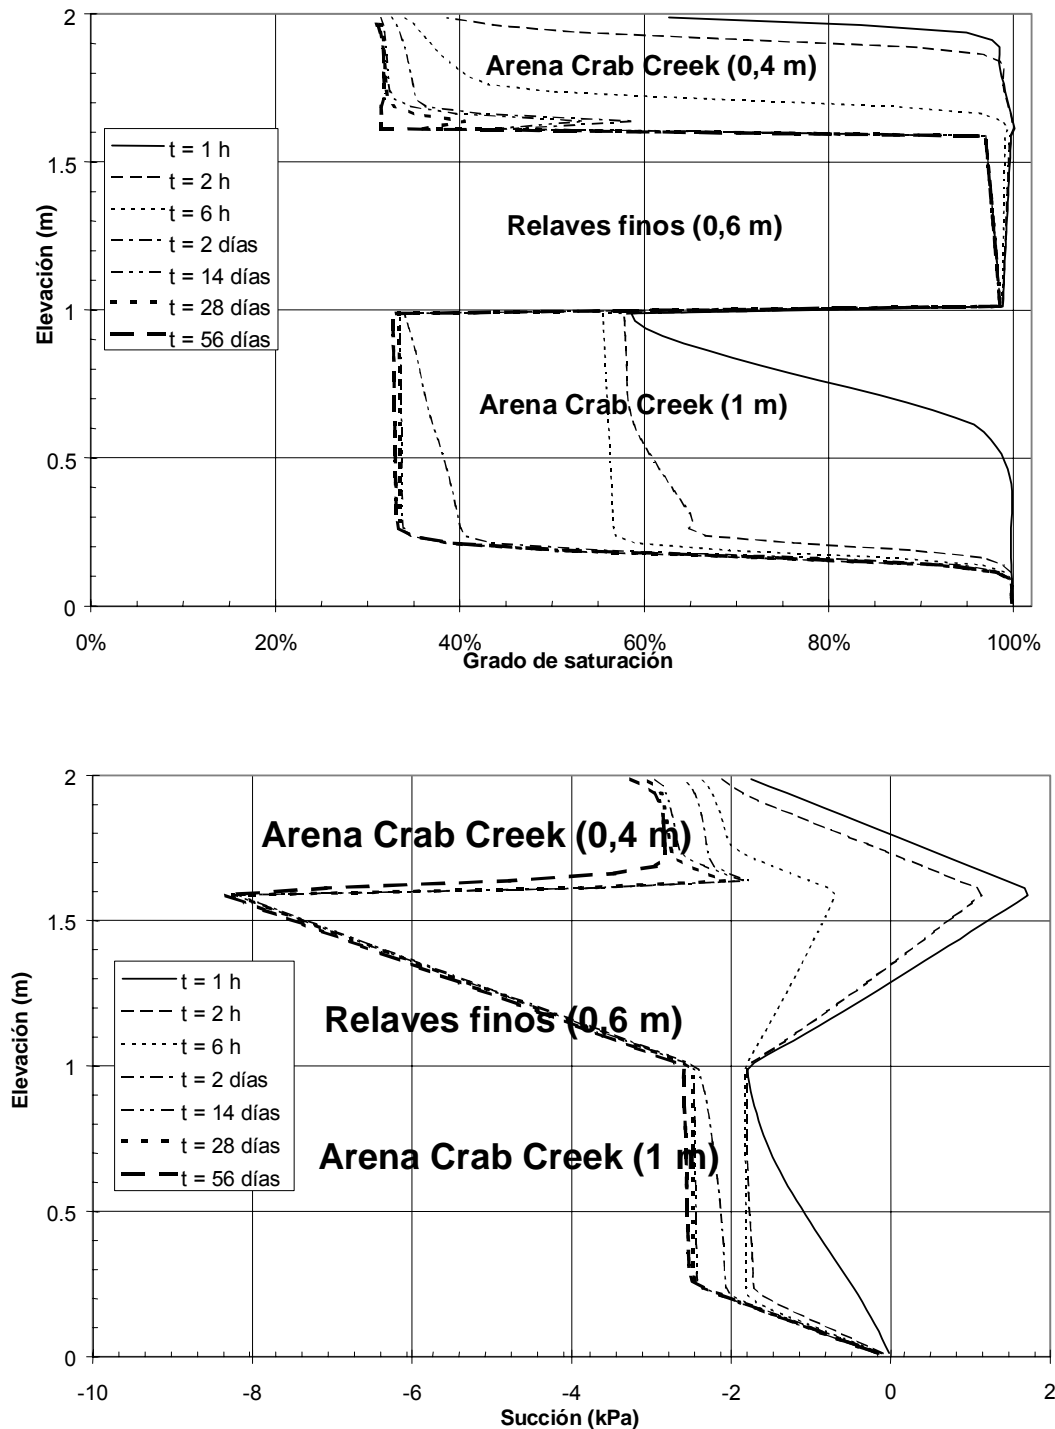 2
Arena Crab Creek (0,4 m)
t = 1 h
t = 2 h
t = 6 h
t = 2 días
t = 14 días
t = 28 días
t = 56 días
1.5
Relaves finos (0,6 m)
Elevación (m)
1
Arena Crab Creek (1 m)
0.5
0
0% 20% 40% 60% 80% 100%
Grado de saturación
2
Arena Crab Creek (0,4 m)
1.5
t = 1 h
t = 2 h
t = 6 h
t = 2 días
t = 14 días
t = 28 días
t = 56 días
Relaves finos (0,6 m)
Elevación (m)
1
Arena Crab Creek (1 m)
0.5
0
-10 -8 -6 -4 -2 0 2
Succión (kPa)